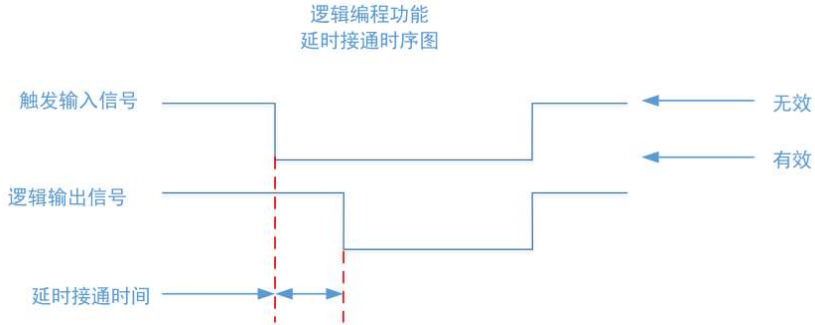 逻辑编程功能
延时接通时序图
触发输入信号
无效
有效
逻辑输出信号
延时接通时间